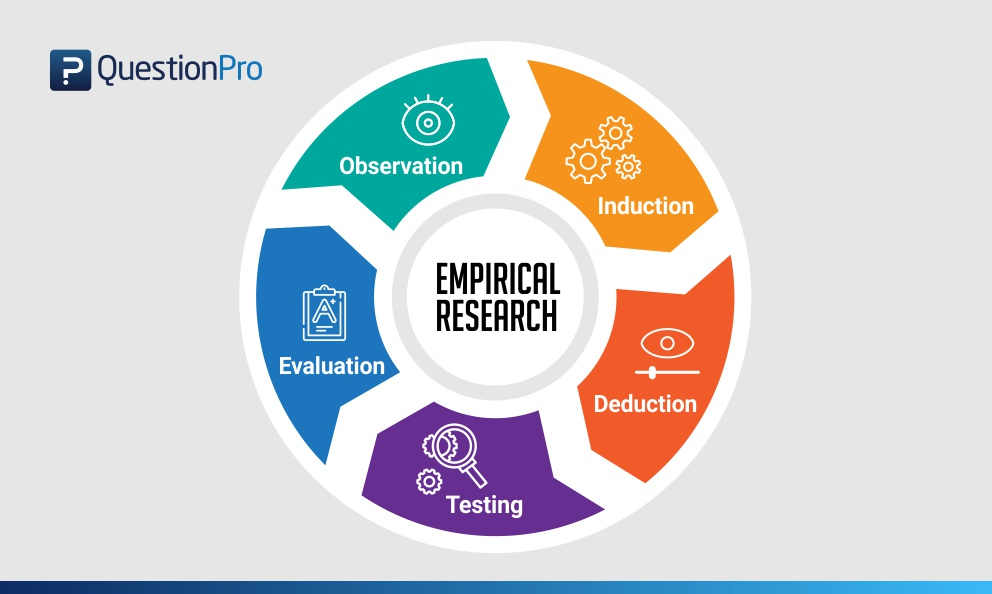 QuestionPro
Observation
Induction
EMPIRICAL
RESEARCH
Deduction
Evaluation
Testing